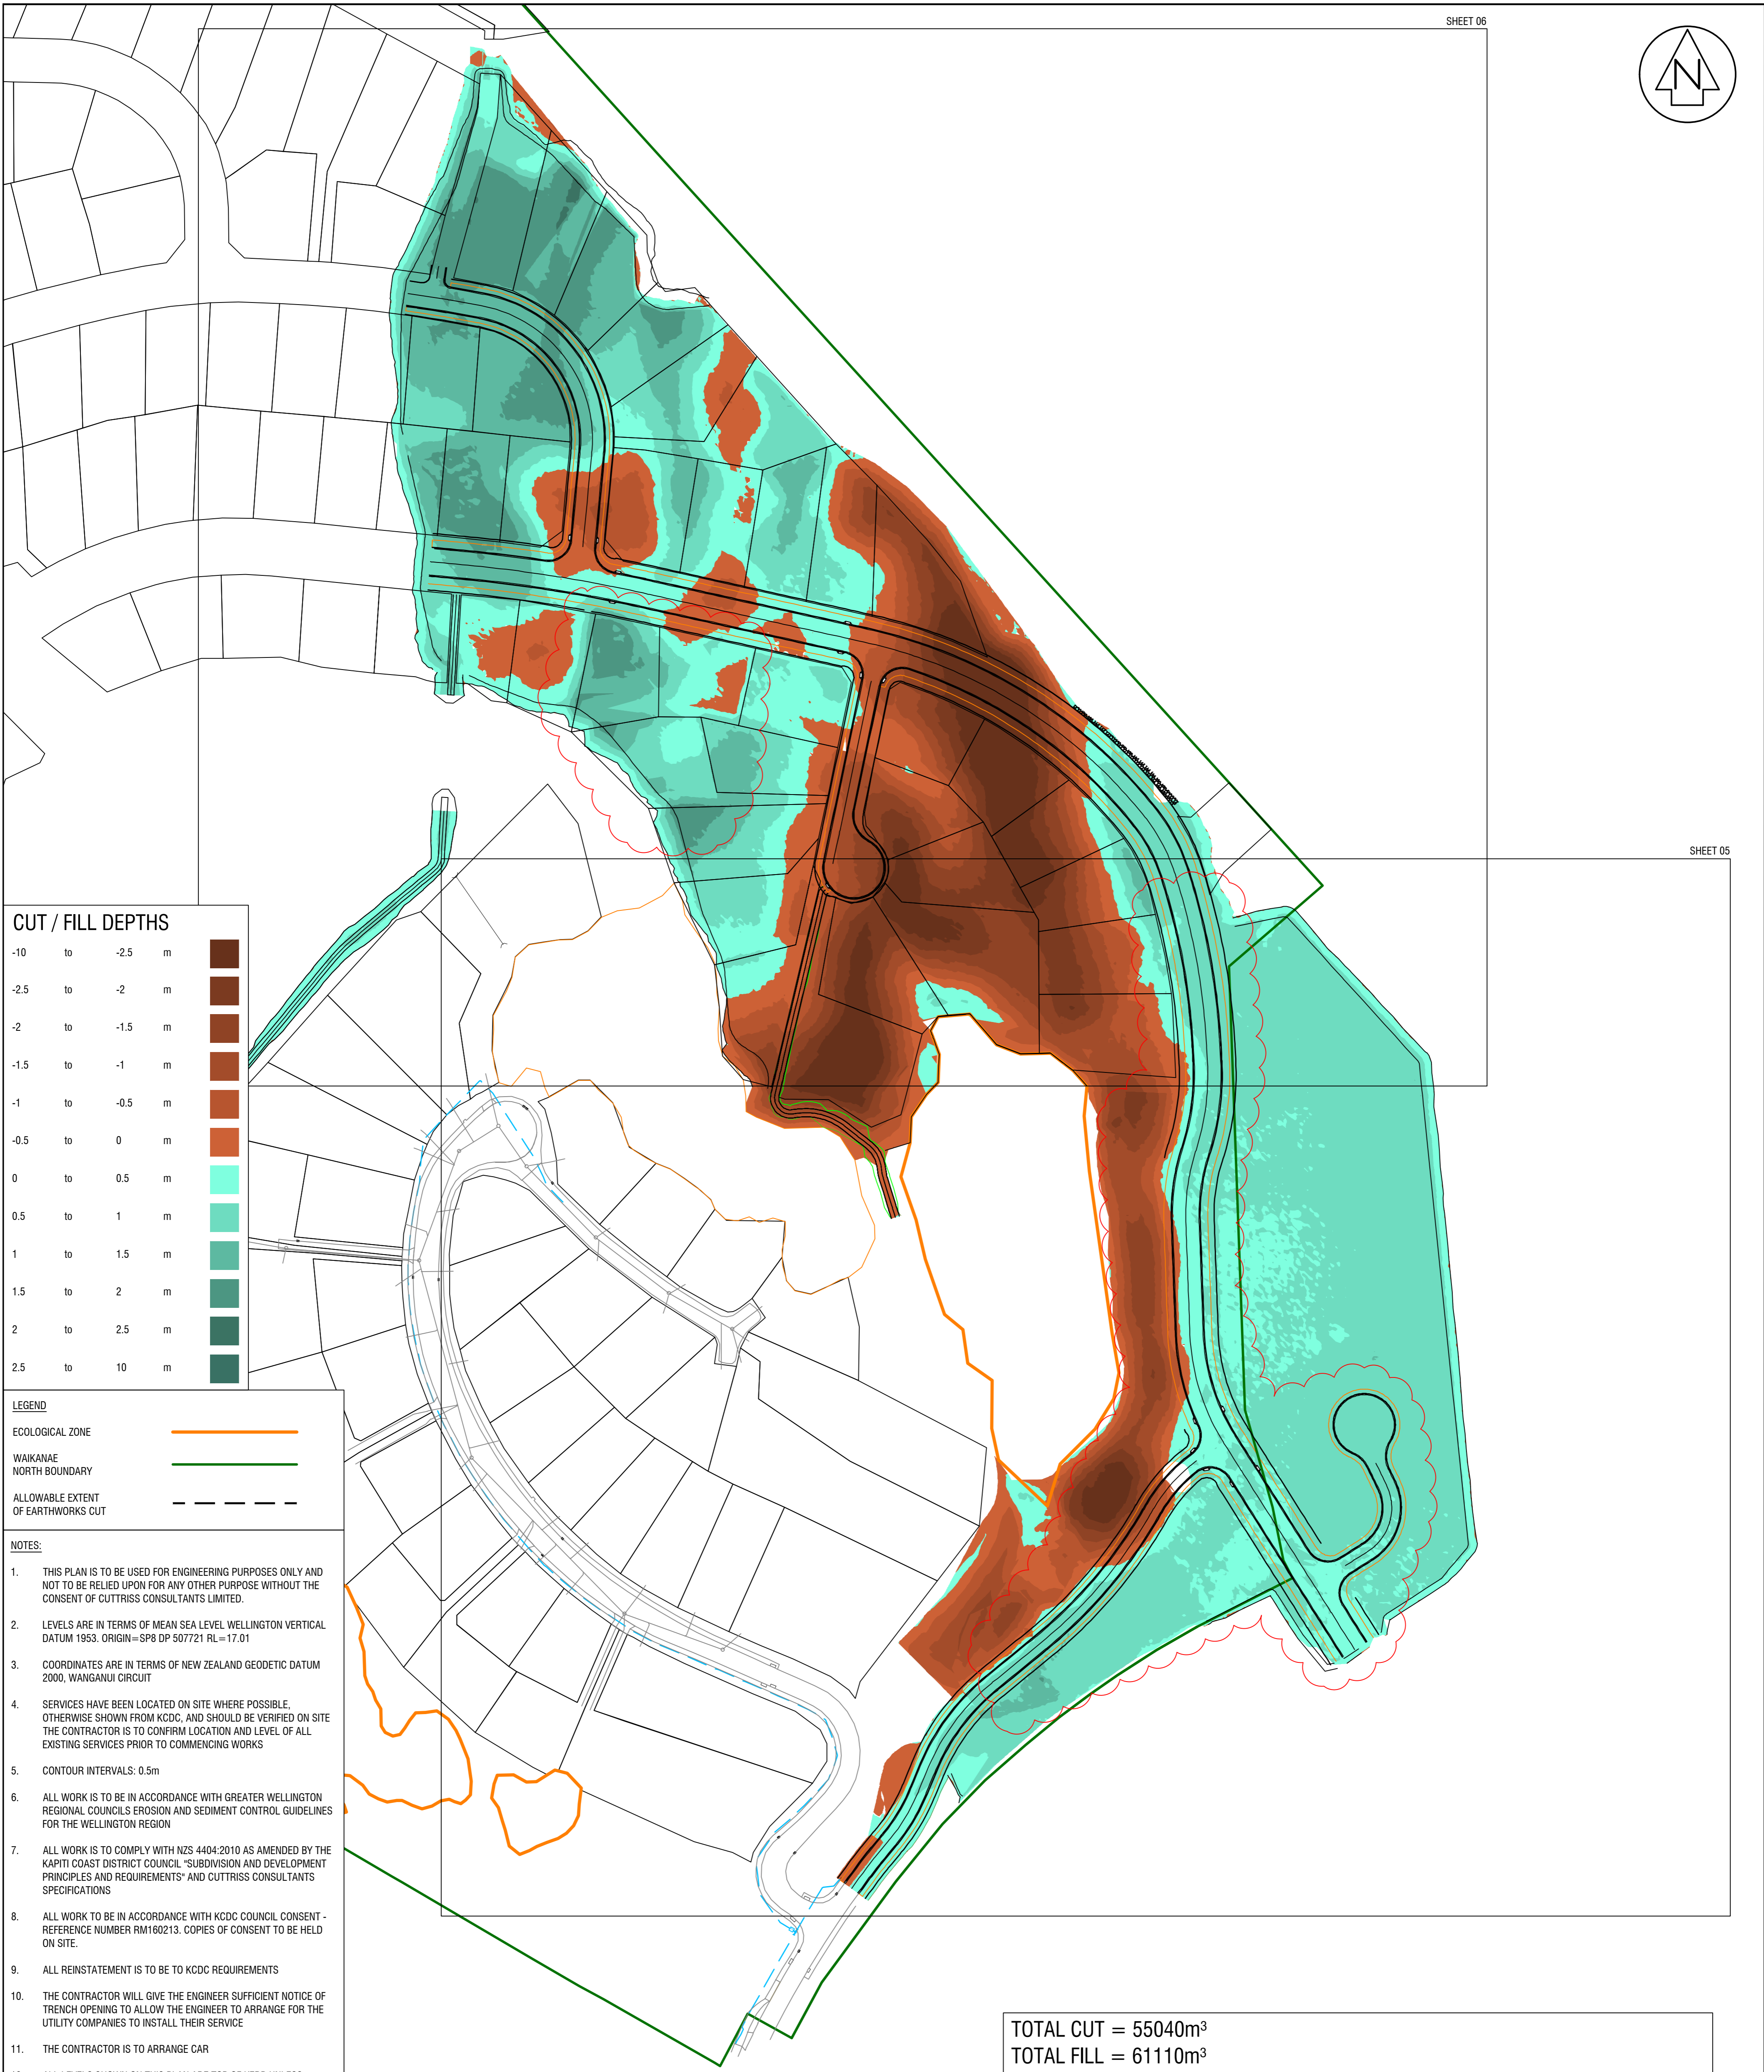 SHEET 06
N
SHEET 05
CUT / FILL DEPTHS
-10 to -2.5 m
-2.5 to -2 m
-2 to -1.5 m
-1.5 to -1 m
-1 to -0.5 m
-0.5 to 0 m
0 to 0.5 m
0.5 to 1 m
1 to 1.5 m
1.5 to 2 m
2 to 2.5 m
2.5 to 10 m
LEGEND
ECOLOGICAL ZONE
WAIKANAE
NORTH BOUNDARY
ALLOWABLE EXTENT
OF EARTHWORKS CUT
NOTES:
1. THIS PLAN IS TO BE USED FOR ENGINEERING PURPOSES ONLY AND
NOT TO BE RELIED UPON FOR ANY OTHER PURPOSE WITHOUT THE
CONSENT OF CUTTRISS CONSULTANTS LIMITED.
2. LEVELS ARE IN TERMS OF MEAN SEA LEVEL WELLINGTON VERTICAL
DATUM 1953. ORIGIN=SP8 DP 507721 RL=17.01
3. COORDINATES ARE IN TERMS OF NEW ZEALAND GEODETIC DATUM
2000, WANGANUI CIRCUIT
4. SERVICES HAVE BEEN LOCATED ON SITE WHERE POSSIBLE,
OTHERWISE SHOWN FROM KCDC, AND SHOULD BE VERIFIED ON SITE
THE CONTRACTOR IS TO CONFIRM LOCATION AND LEVEL OF ALL
EXISTING SERVICES PRIOR TO COMMENCING WORKS
5. CONTOUR INTERVALS: 0.5m
6. ALL WORK IS TO BE IN ACCORDANCE WITH GREATER WELLINGTON
REGIONAL COUNCILS EROSION AND SEDIMENT CONTROL GUIDELINES
FOR THE WELLINGTON REGION
7. ALL WORK IS TO COMPLY WITH NZS 4404:2010 AS AMENDED BY THE
KAPITI COAST DISTRICT COUNCIL "SUBDIVISION AND DEVELOPMENT
PRINCIPLES AND REQUIREMENTS" AND CUTTRISS CONSULTANTS
SPECIFICATIONS
8. ALL WORK TO BE IN ACCORDANCE WITH KCDC COUNCIL CONSENT -
REFERENCE NUMBER RM160213. COPIES OF CONSENT TO BE HELD
ON SITE.
9. ALL REINSTATEMENT IS TO BE TO KCDC REQUIREMENTS
10. THE CONTRACTOR WILL GIVE THE ENGINEER SUFFICIENT NOTICE OF
TRENCH OPENING TO ALLOW THE ENGINEER TO ARRANGE FOR THE
UTILITY COMPANIES TO INSTALL THEIR SERVICE
11. THE CONTRACTOR IS TO ARRANGE CAR
TOTAL CUT = 55040m³
TOTAL FILL = 61110m³